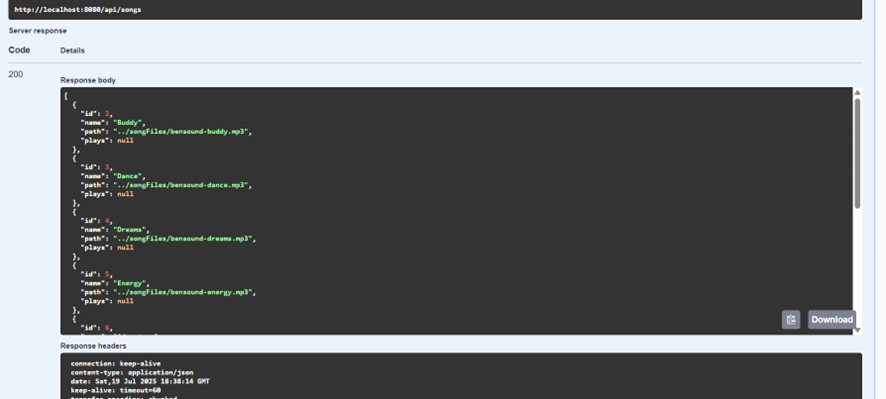 http://localhost:8080/api/songs
Server response
Code Details
200
Response body
[
{
"id": 2,
"name": "Buddy",
"path": "../songFiles/bensound-buddy.mp3",
"plays": null
},
{
"id": 3,
"name": "Dance",
"path": "../songFiles/bensound-dance.mp3",
"plays": null
},
{
"id": 4,
"name": "Dreams",
"path": "../songFiles/bensound-dreams.mp3",
"plays": null
},
{
"id": 5,
"name": "Energy",
"path": "../songFiles/bensound-energy.mp3",
"plays": null
},
{
"id": 6,
Download
Response headers
connection: keep-alive
content-type: application/json
date: Sat,19 Jul 2025 18:38:14 GMT
keep-alive: timeout=60